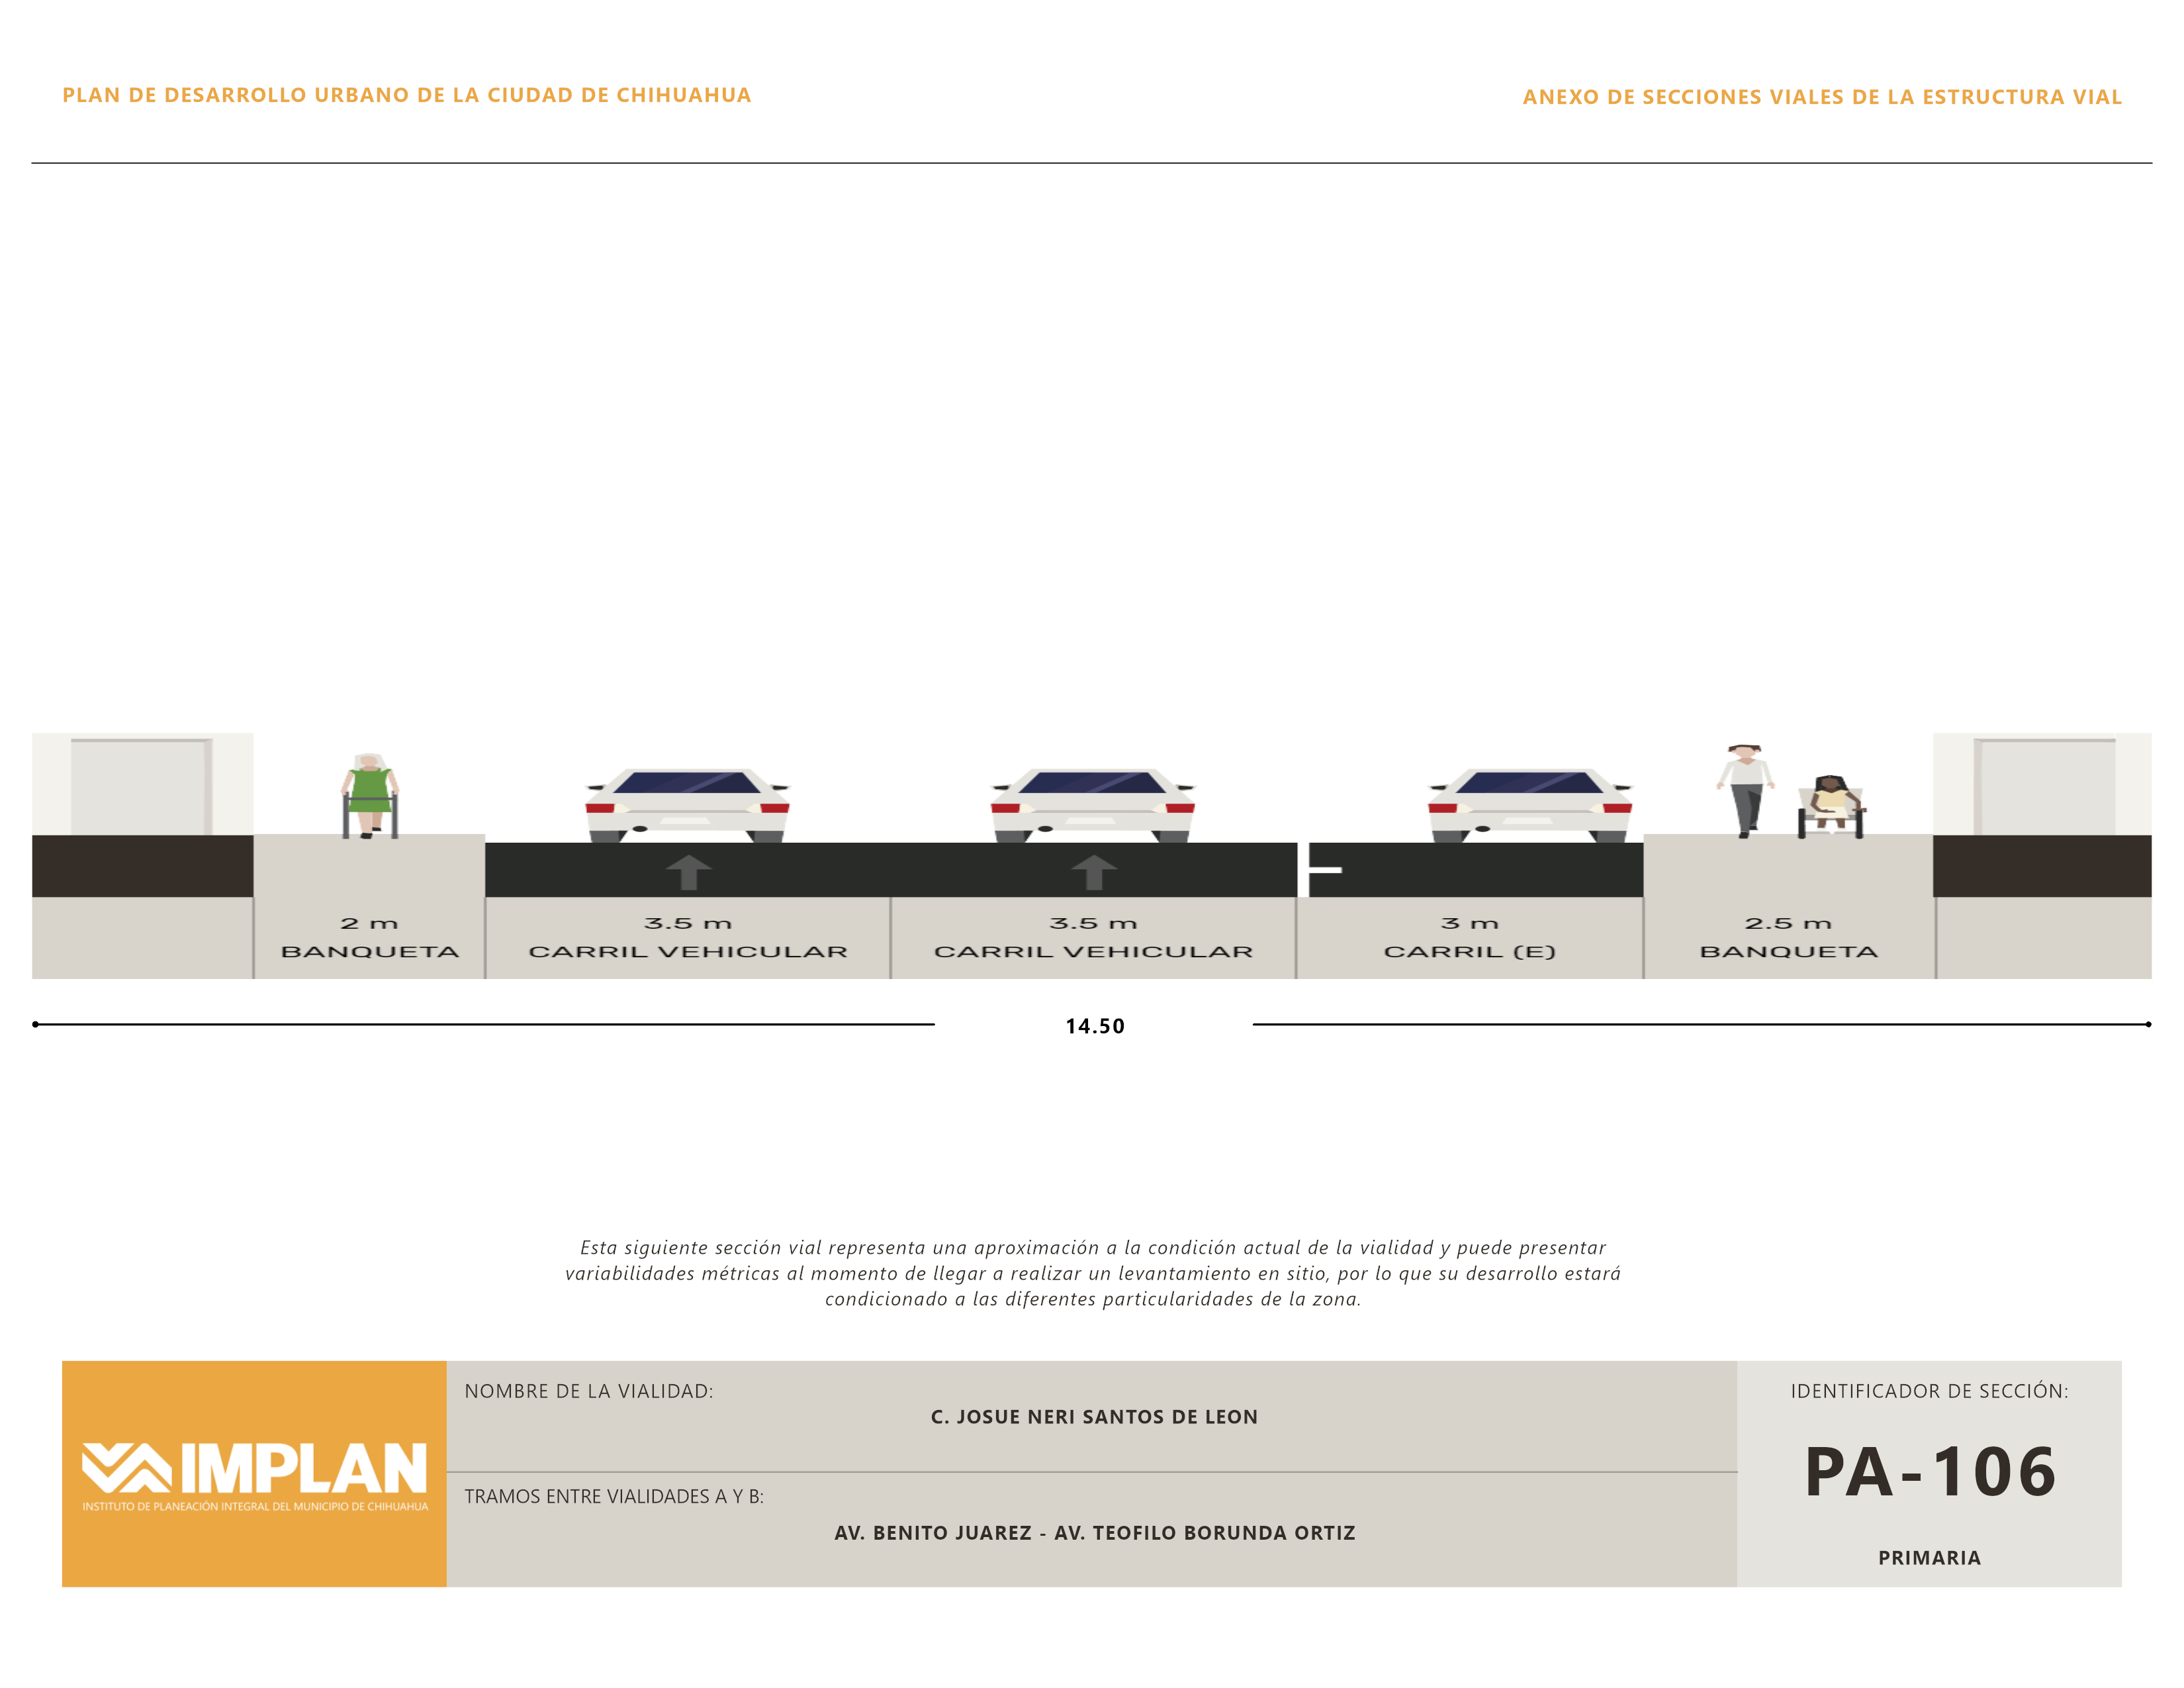 PLAN DE DESARROLLO URBANO DE LA CIUDAD DE CHIHUAHUA
ANEXO DE SECCIONES VIALES DE LA ESTRUCTURA VIAL
2 m
BANQUETA
3.5 m
CARRIL VEHICULAR
3.5 m
CARRIL VEHICULAR
3 m
CARRIL (E)
2.5 m
BANQUETA
14.50
Esta siguiente sección vial representa una aproximación a la condición actual de la vialidad y puede presentar
variabilidades métricas al momento de llegar a realizar un levantamiento en sitio, por lo que su desarrollo estará
condicionado a las diferentes particularidades de la zona.
IMPLAN
INSTITUTO DE PLANEACIÓN INTEGRAL DEL MUNICIPIO DE CHIHUAHUA
NOMBRE DE LA VIALIDAD:
C. JOSUE NERI SANTOS DE LEON
TRAMOS ENTRE VIALIDADES A Y B:
AV. BENITO JUAREZ - AV. TEOFILO BORUNDA ORTIZ
IDENTIFICADOR DE SECCIÓN:
PA-106
PRIMARIA